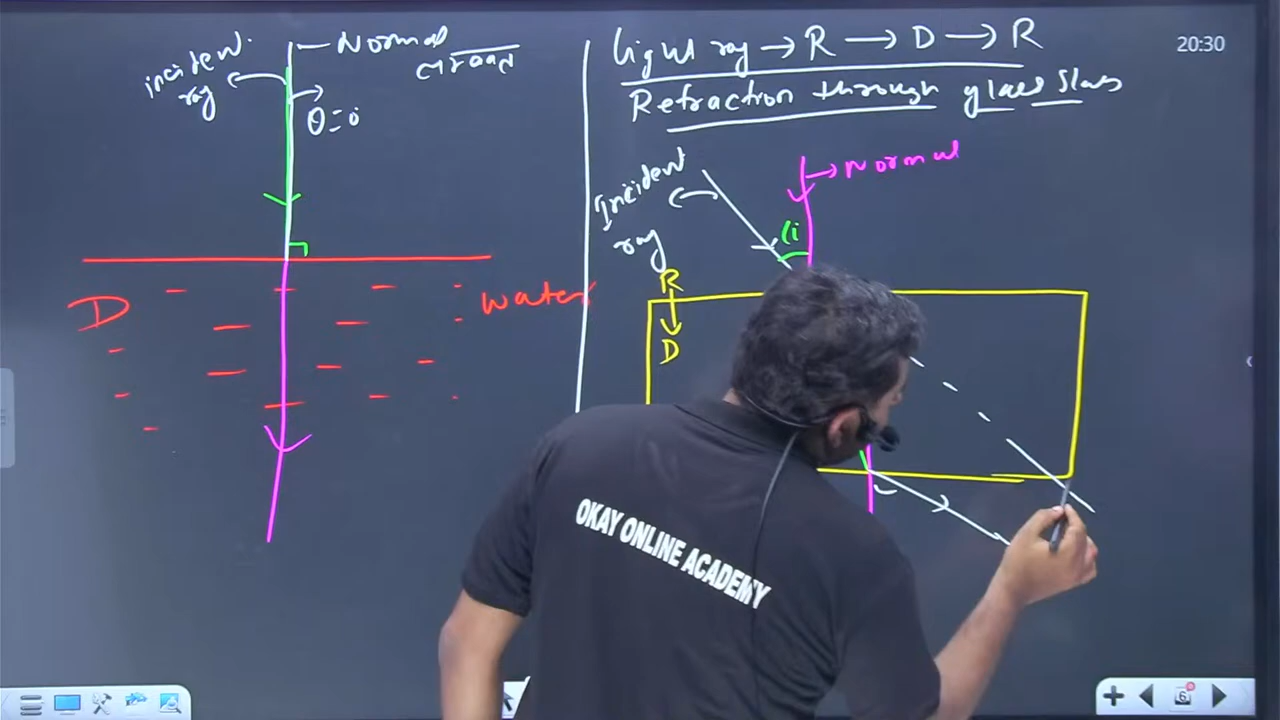 incident
ray
Normal
θ=0
D
water
light ray → R → D → R
Refraction through glass slab
20:30
Incident
ray
Normal
i
R
D
OKAY ONLINE ACADEMY
6